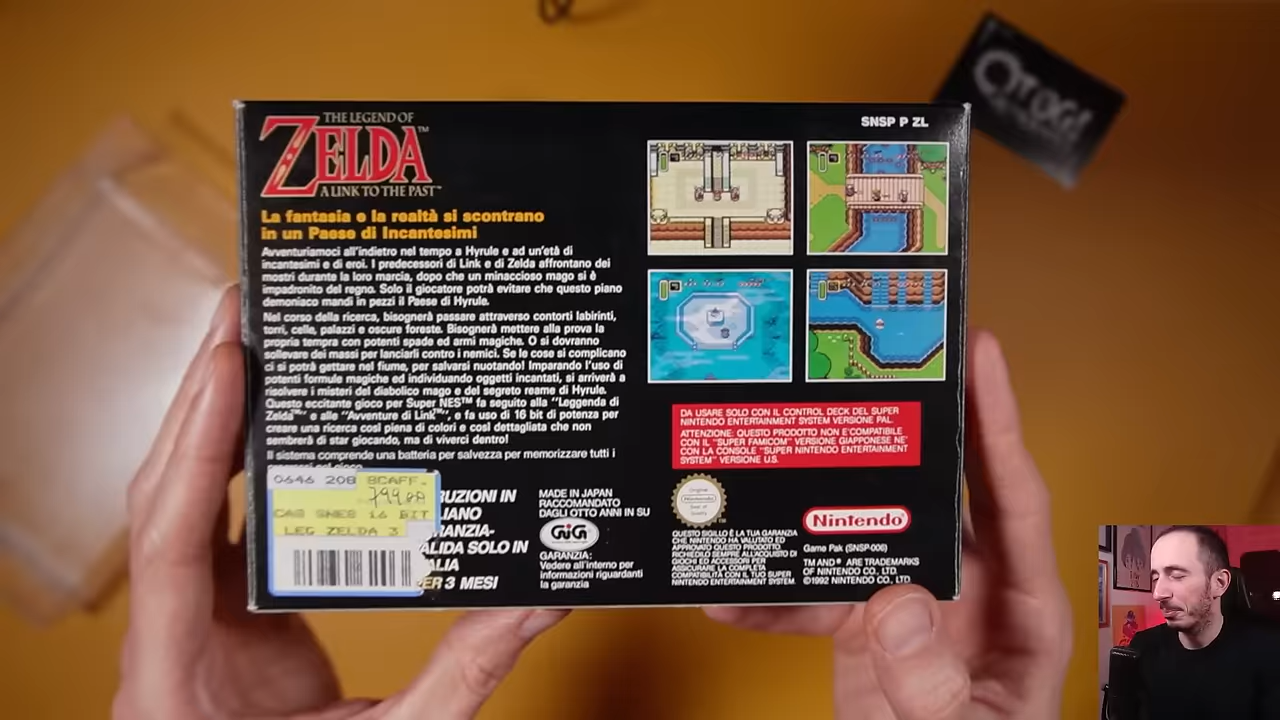 THE LEGEND OF
ZELDA™
A LINK TO THE PAST™
La fantasia e la realtà si scontrano
in un Paese di Incantesimi
Avventuriamoci all'indietro nel tempo a Hyrule e ad un'età di
incantesimi e di eroi. I predecessori di Link e di Zelda affrontano dei
mostri durante la loro marcia, dopo che un minaccioso mago si è
impadronito del regno. Solo il giocatore potrà evitare che questo piano
demoniaco mandi in pezzi il Paese di Hyrule.
Nel corso della ricerca, bisognerà passare attraverso contorti labirinti,
torri, celle, palazzi e oscure foreste. Bisognerà mettere alla prova la
propria tempra con potenti spade ed armi magiche. O si dovranno
sollevare dei massi per lanciarli contro i nemici. Se le cose si complicano
ci si potrà gettare nel fiume, per salvarsi nuotando! Imparando l'uso di
potenti formule magiche ed individuando oggetti incantati, si arriverà a
risolvere i misteri del diabolico mago e del segreto reame di Hyrule.
Questo eccitante gioco per Super NES™ fa seguito alla "Leggenda di
Zelda™" e alle "Avventure di Link™", e fa uso di 16 bit di potenza per
creare una ricerca così piena di colori e così dettagliata che non
sembrerà di star giocando, ma di viverci dentro!
Il sistema comprende una batteria per salvezza per memorizzare tutti i
0646 208 SCAFF.
799.00
CAS SNES 16 BIT
LEG ZELDA 3
RUZIONI IN
LIANO
RANZIA-
ALIDA SOLO IN
ALIA
ER 3 MESI
MADE IN JAPAN
RACCOMANDATO
DAGLI OTTO ANNI IN SU
GiG
GARANZIA:
Vedere all'interno per
informazioni riguardanti
la garanzia
SNSP P ZL
DA USARE SOLO CON IL CONTROL DECK DEL SUPER
NINTENDO ENTERTAINMENT SYSTEM VERSIONE PAL.
ATTENZIONE: QUESTO PRODOTTO NON E'COMPATIBILE
CON IL "SUPER FAMICOM" VERSIONE GIAPPONESE NE'
CON LA CONSOLE "SUPER NINTENDO ENTERTAINMENT
SYSTEM" VERSIONE U.S.
Original
Nintendo
Seal of
Quality
QUESTO SIGILLO È LA TUA GARANZIA
CHE NINTENDO HA VALUTATO ED
APPROVATO QUESTO PRODOTTO
RICHIEDILO SEMPRE ALL'ACQUISTO DI
GIOCHI ED ACCESSORI PER
ASSICURARE LA COMPLETA
COMPATIBILITÀ CON IL TUO SUPER
NINTENDO ENTERTAINMENT SYSTEM.
Nintendo
Game Pak (SNSP-006)
TM AND ® ARE TRADEMARKS
OF NINTENDO CO., LTD.
©1992 NINTENDO CO., LTD.